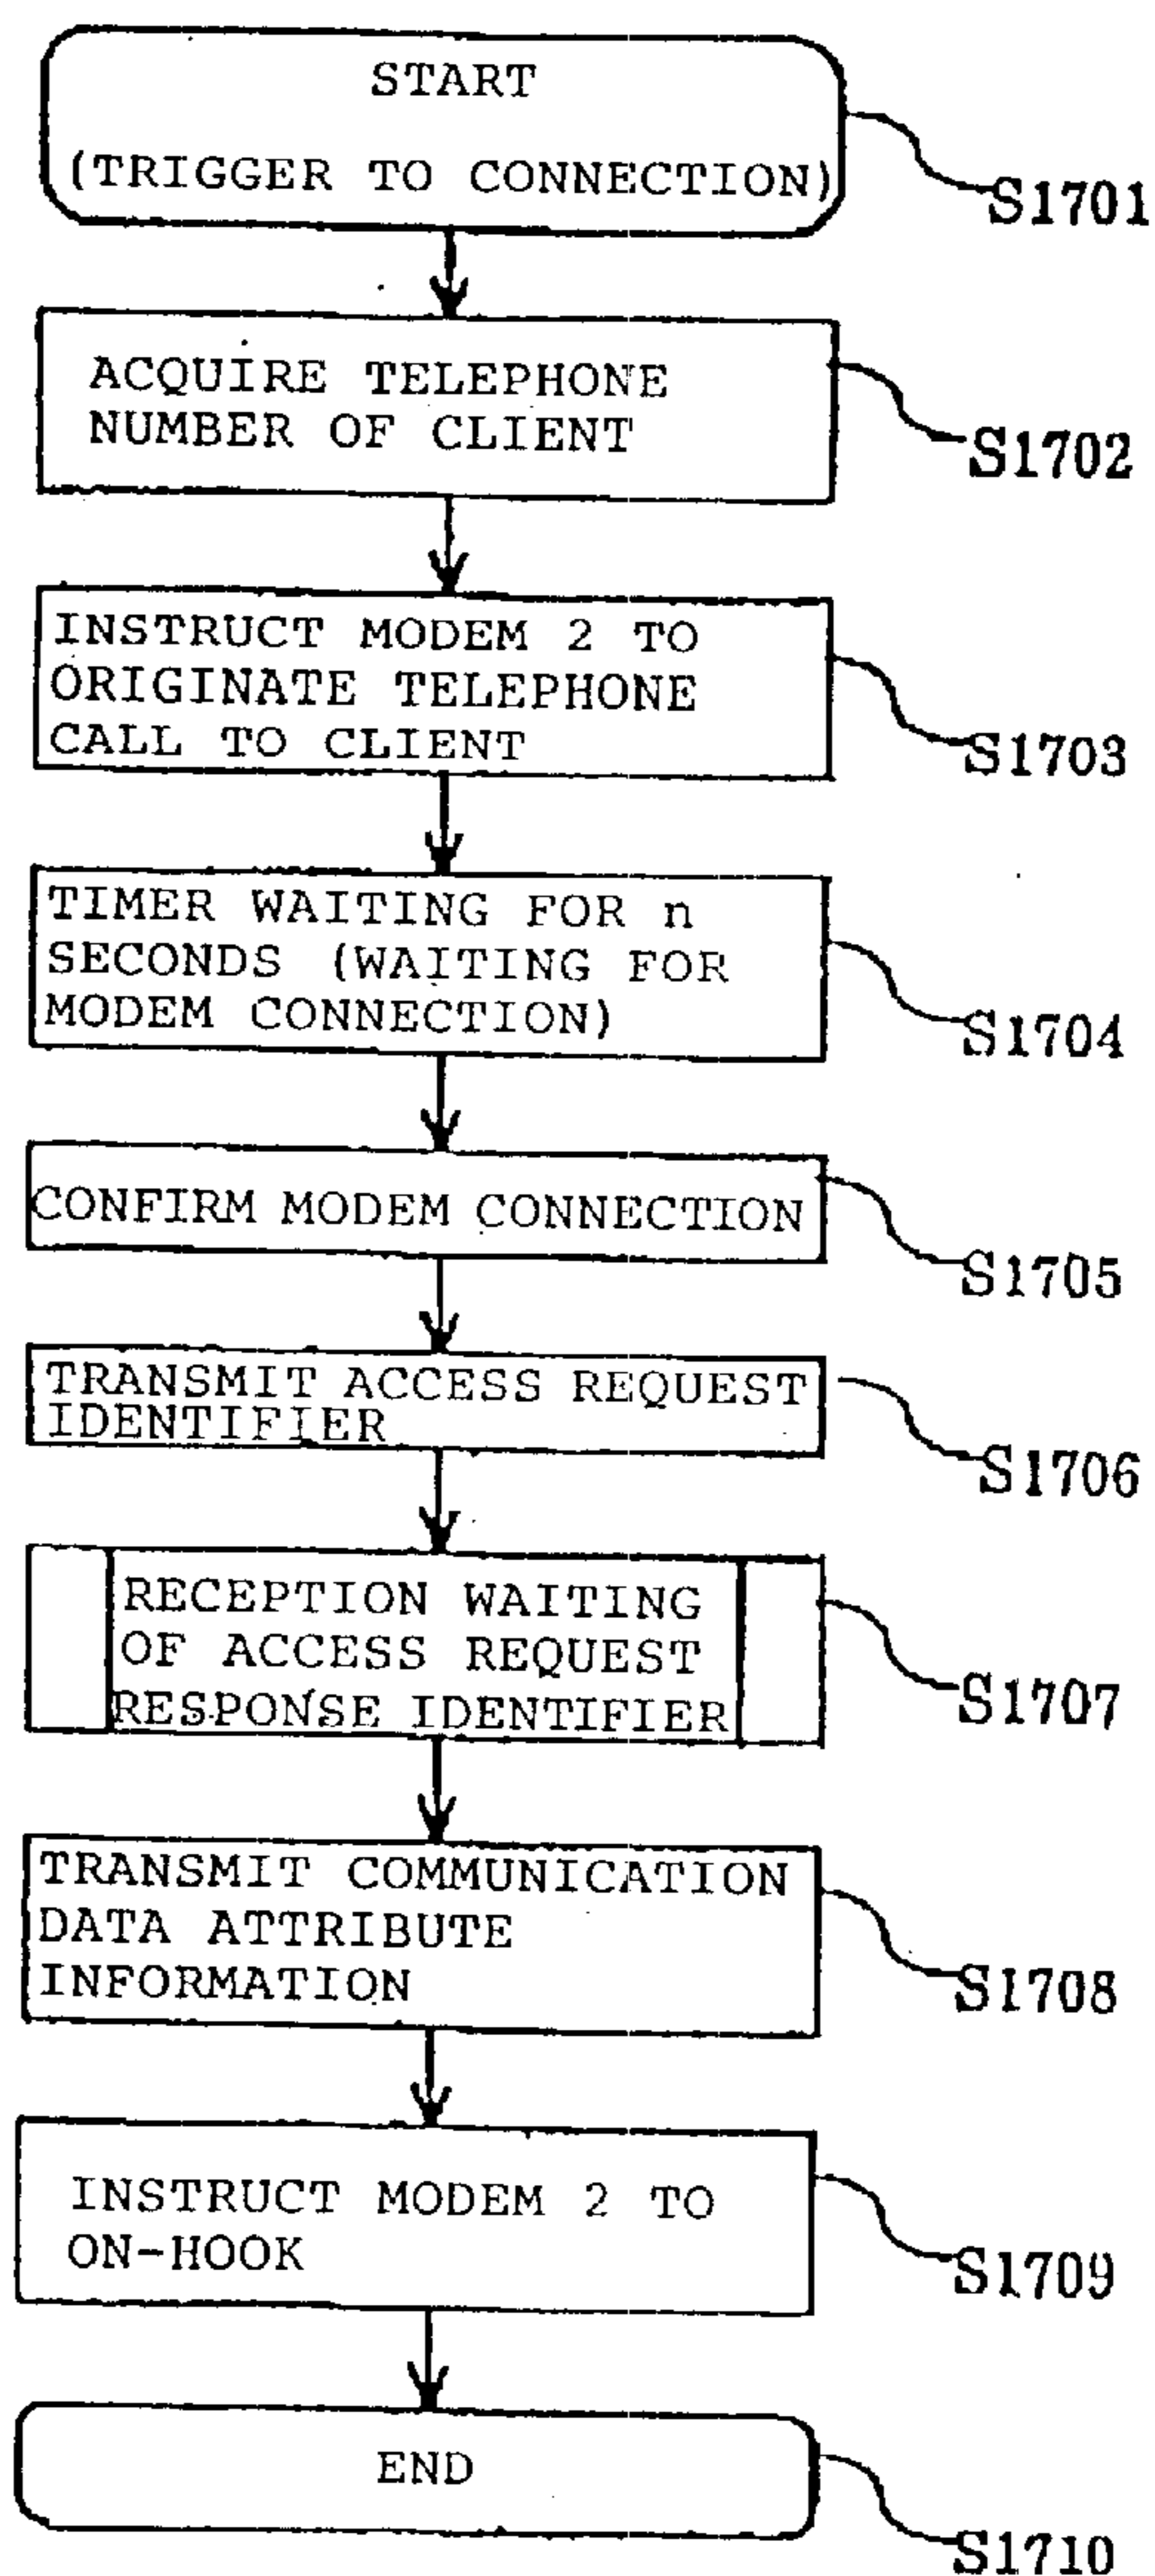 START
(TRIGGER TO CONNECTION)
S1701
ACQUIRE TELEPHONE
NUMBER OF CLIENT
S1702
INSTRUCT MODEM 2 TO
ORIGINATE TELEPHONE
CALL TO CLIENT
S1703
TIMER WAITING FOR n
SECONDS (WAITING FOR
MODEM CONNECTION)
S1704
CONFIRM MODEM CONNECTION
S1705
TRANSMIT ACCESS REQUEST
IDENTIFIER
S1706
RECEPTION WAITING
OF ACCESS REQUEST
RESPONSE IDENTIFIER
S1707
TRANSMIT COMMUNICATION
DATA ATTRIBUTE
INFORMATION
S1708
INSTRUCT MODEM 2 TO
ON-HOOK
S1709
END
S1710